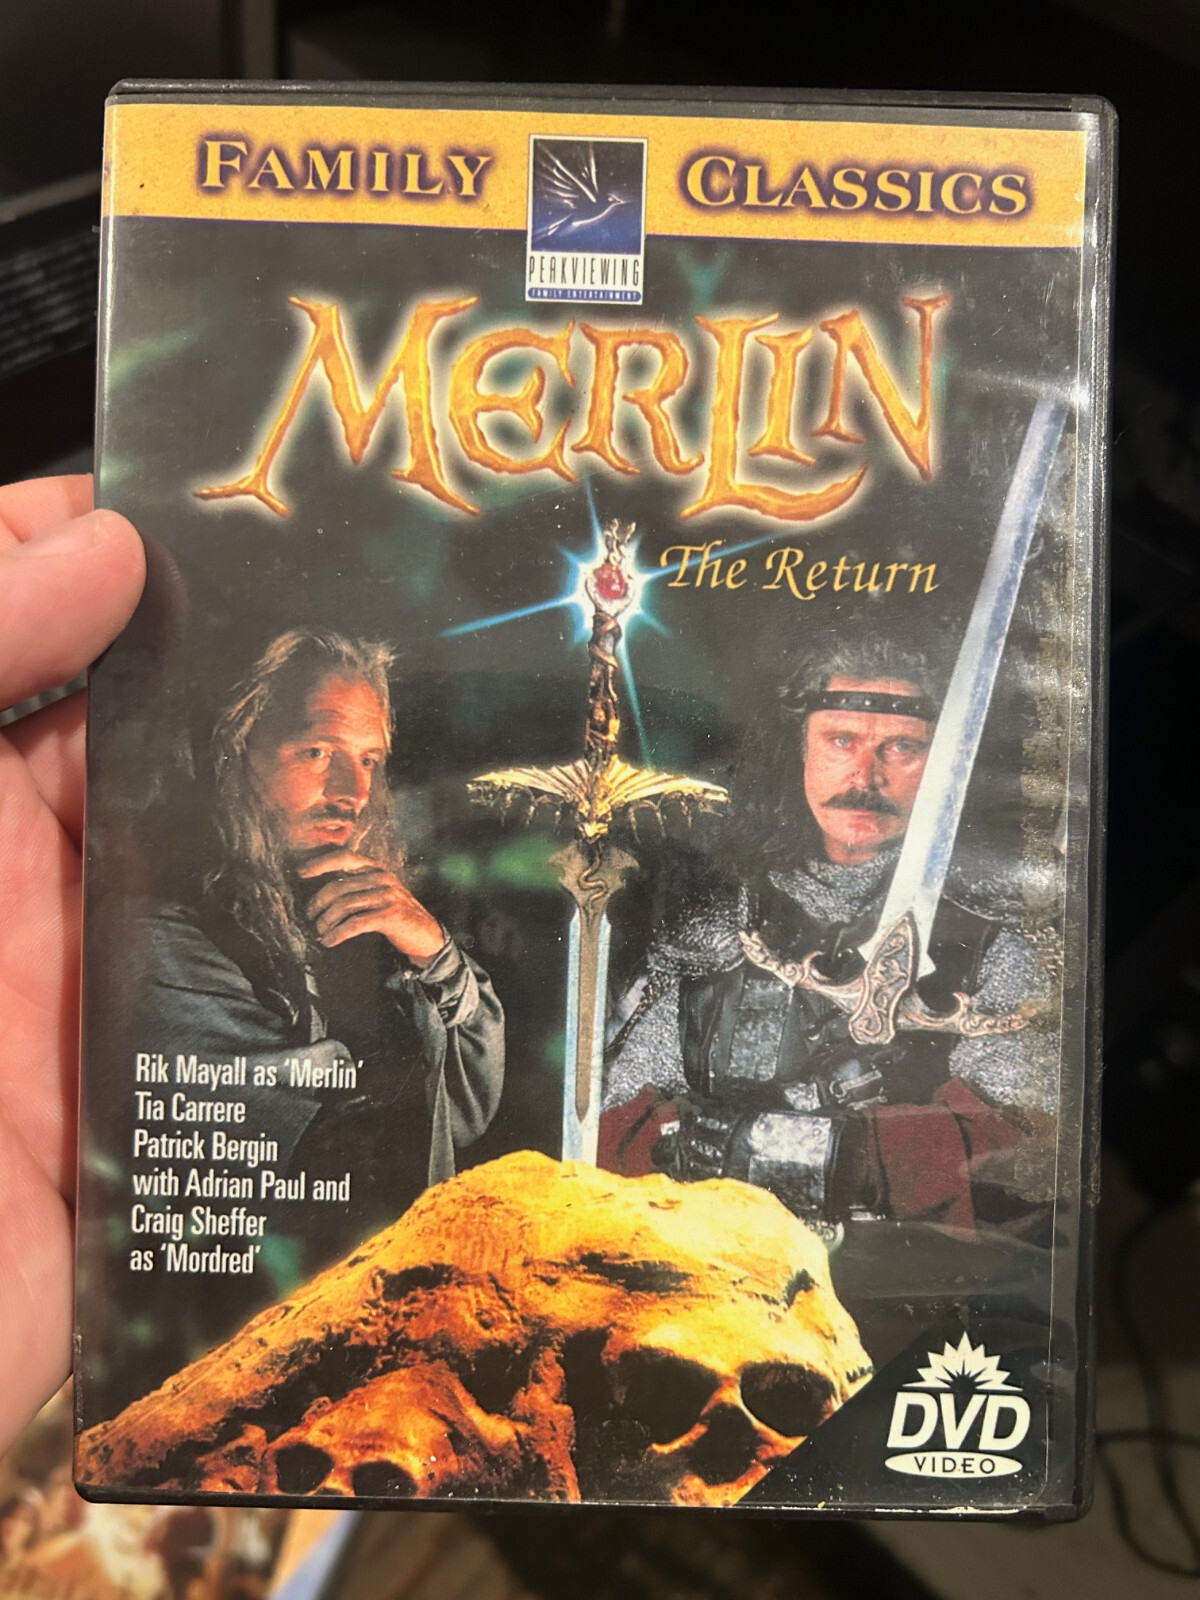 FAMILY CLASSICS
PEAKVIEWING
FAMILY ENTERTAINMENT
MERLIN
The Return
Rik Mayall as 'Merlin'
Tia Carrere
Patrick Bergin
with Adrian Paul and
Craig Sheffer
as 'Mordred'
DVD
VIDEO